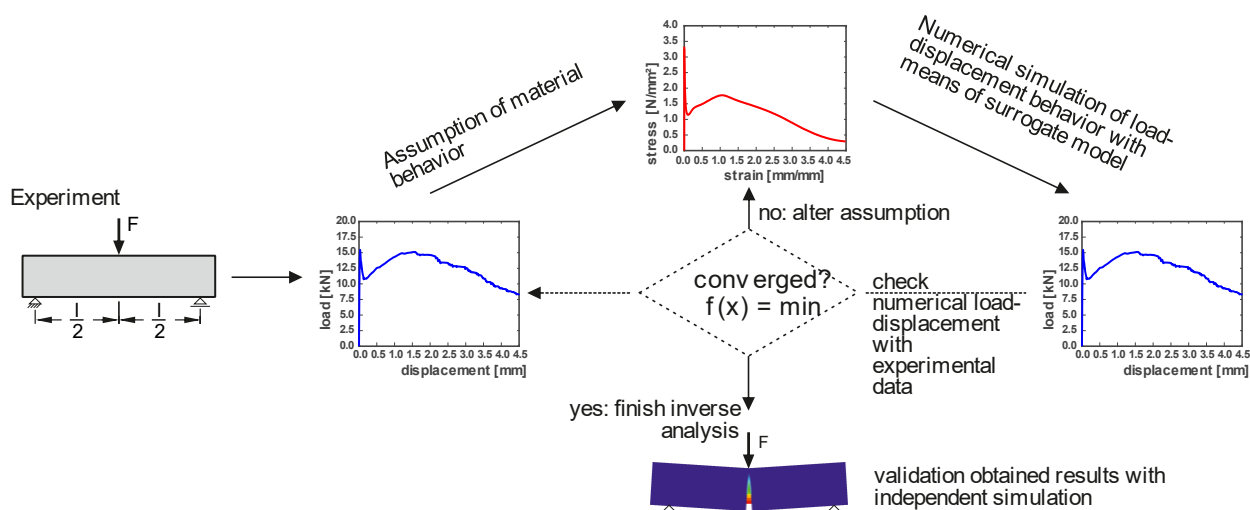 Experiment
F
l
2
l
2
Assumption of material
behavior
20.0
17.5
15.0
12.5
10.0
7.5
5.0
2.5
0.0
load [kN]
0.0 0.5 1.0 1.5 2.0 2.5 3.0 3.5 4.0 4.5
displacement [mm]
4.0
3.5
3.0
2.5
2.0
1.5
1.0
0.5
0.0
stress [N/mm²]
0.0 0.5 1.0 1.5 2.0 2.5 3.0 3.5 4.0 4.5
strain [mm/mm]
Numerical simulation of load-
displacement behavior with
means of surrogate model
no: alter assumption
converged?
f(x) = min
check
numerical load-
displacement
with
experimental
data
20.0
17.5
15.0
12.5
10.0
7.5
5.0
2.5
0.0
load [kN]
0.0 0.5 1.0 1.5 2.0 2.5 3.0 3.5 4.0 4.5
displacement [mm]
yes: finish inverse
analysis
F
validation obtained results with
independent simulation